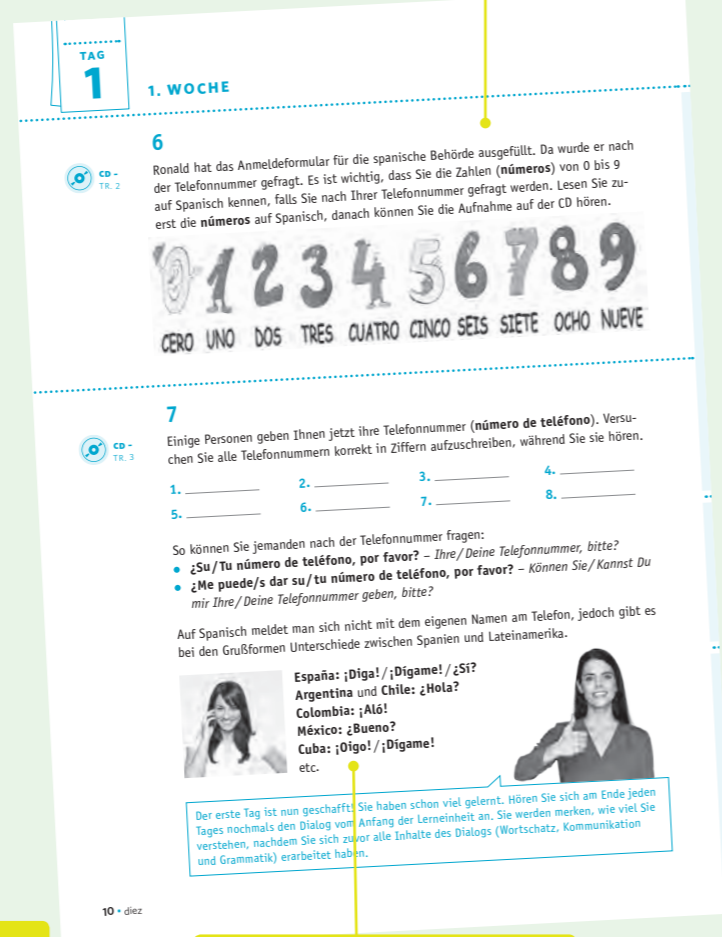 TAG
1
1. WOCHE
6
CD –
TR. 2
Ronald hat das Anmeldeformular für die spanische Behörde ausgefüllt. Da wurde er nach
der Telefonnummer gefragt. Es ist wichtig, dass Sie die Zahlen (números) von 0 bis 9
auf Spanisch kennen, falls Sie nach Ihrer Telefonnummer gefragt werden. Lesen Sie zu-
erst die números auf Spanisch, danach können Sie die Aufnahme auf der CD hören.
0 1 2 3 4 5 6 7 8 9
CERO UNO DOS TRES CUATRO CINCO SEIS SIETE OCHO NUEVE
7
CD –
TR. 3
Einige Personen geben Ihnen jetzt ihre Telefonnummer (número de teléfono). Versu-
chen Sie alle Telefonnummern korrekt in Ziffern aufzuschreiben, während Sie sie hören.
1. 2. 3. 4.
5. 6. 7. 8.
So können Sie jemanden nach der Telefonnummer fragen:
• ¿Su/Tu número de teléfono, por favor? – Ihre/Deine Telefonnummer, bitte?
• ¿Me puede/s dar su/tu número de teléfono, por favor? – Können Sie/Kannst Du
mir Ihre/Deine Telefonnummer geben, bitte?
Auf Spanisch meldet man sich nicht mit dem eigenen Namen am Telefon, jedoch gibt es
bei den Grußformen Unterschiede zwischen Spanien und Lateinamerika.
España: ¡Diga!/¡Dígame!/¿Sí?
Argentina und Chile: ¿Hola?
Colombia: ¡Aló!
México: ¿Bueno?
Cuba: ¡Oigo!/¡Dígame!
etc.
Der erste Tag ist nun geschafft! Sie haben schon viel gelernt. Hören Sie sich am Ende jeden
Tages nochmals den Dialog vom Anfang der Lerneinheit an. Sie werden merken, wie viel Sie
verstehen, nachdem Sie sich zuvor alle Inhalte des Dialogs (Wortschatz, Kommunikation
und Grammatik) erarbeitet haben.
10 • diez